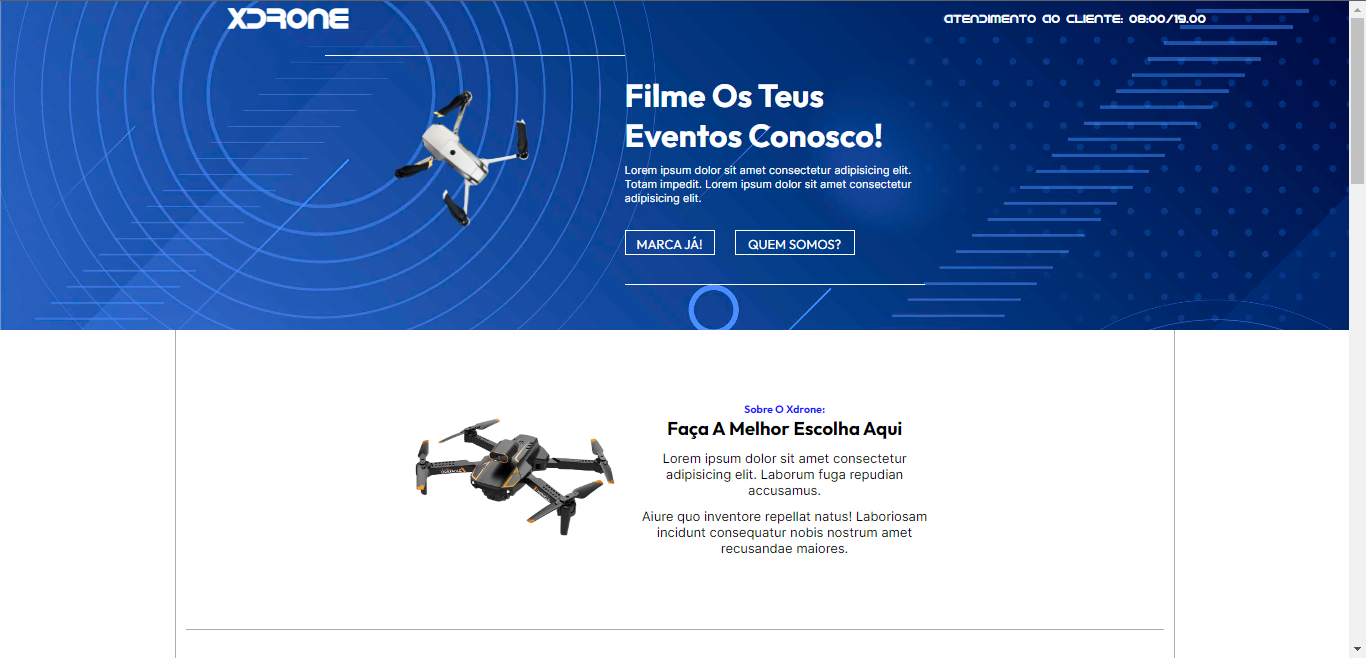 XDRONE
ATENDIMENTO AO CLIENTE: 08:00/19.00
Filme Os Teus
Eventos Conosco!
Lorem ipsum dolor sit amet consectetur adipisicing elit.
Totam impedit. Lorem ipsum dolor sit amet consectetur
adipisicing elit.
MARCA JÁ!
QUEM SOMOS?
Sobre O Xdrone:
Faça A Melhor Escolha Aqui
Lorem ipsum dolor sit amet consectetur
adipisicing elit. Laborum fuga repudian
accusamus.
Aiure quo inventore repellat natus! Laboriosam
incidunt consequatur nobis nostrum amet
recusandae maiores.